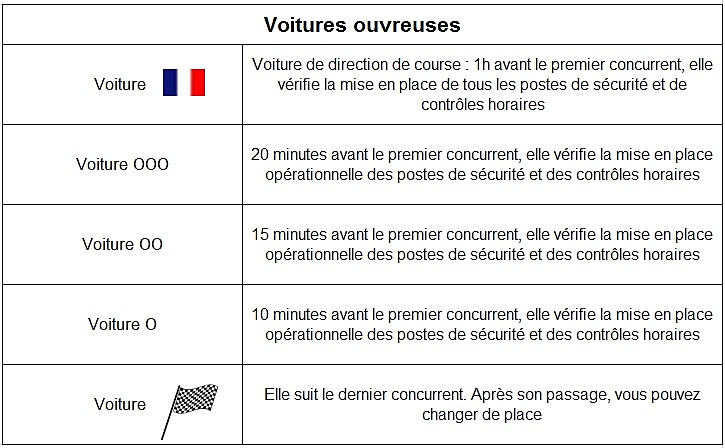 Voitures ouvreuses
Voiture
Voiture de direction de course : 1h avant le premier concurrent, elle
vérifie la mise en place de tous les postes de sécurité et de
contrôles horaires
Voiture OOO
20 minutes avant le premier concurrent, elle vérifie la mise en place
opérationnelle des postes de sécurité et des contrôles horaires
Voiture OO
15 minutes avant le premier concurrent, elle vérifie la mise en place
opérationnelle des postes de sécurité et des contrôles horaires
Voiture O
10 minutes avant le premier concurrent, elle vérifie la mise en place
opérationnelle des postes de sécurité et des contrôles horaires
Voiture
Elle suit le dernier concurrent. Après son passage, vous pouvez
changer de place